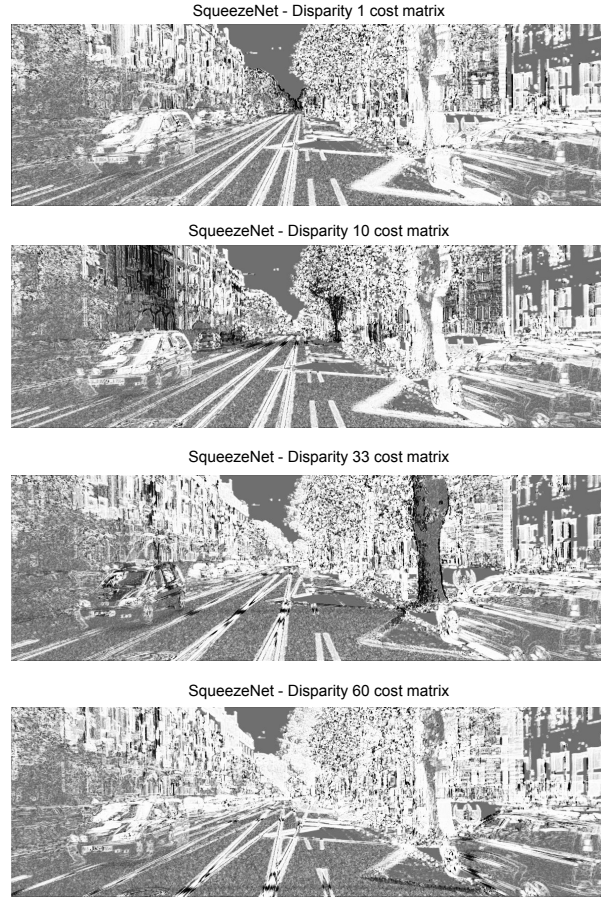 SqueezeNet - Disparity 1 cost matrix
SqueezeNet - Disparity 10 cost matrix
SqueezeNet - Disparity 33 cost matrix
SqueezeNet - Disparity 60 cost matrix